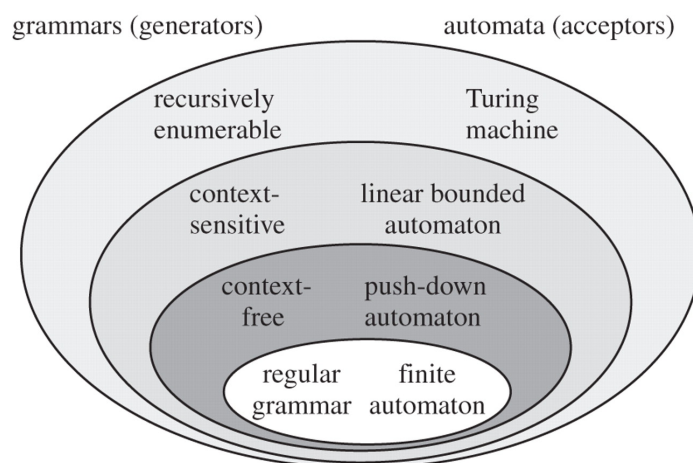 grammars (generators)
automata (acceptors)
recursively
enumerable
Turing
machine
context-
sensitive
linear bounded
automaton
context-
free
push-down
automaton
regular
grammar
finite
automaton